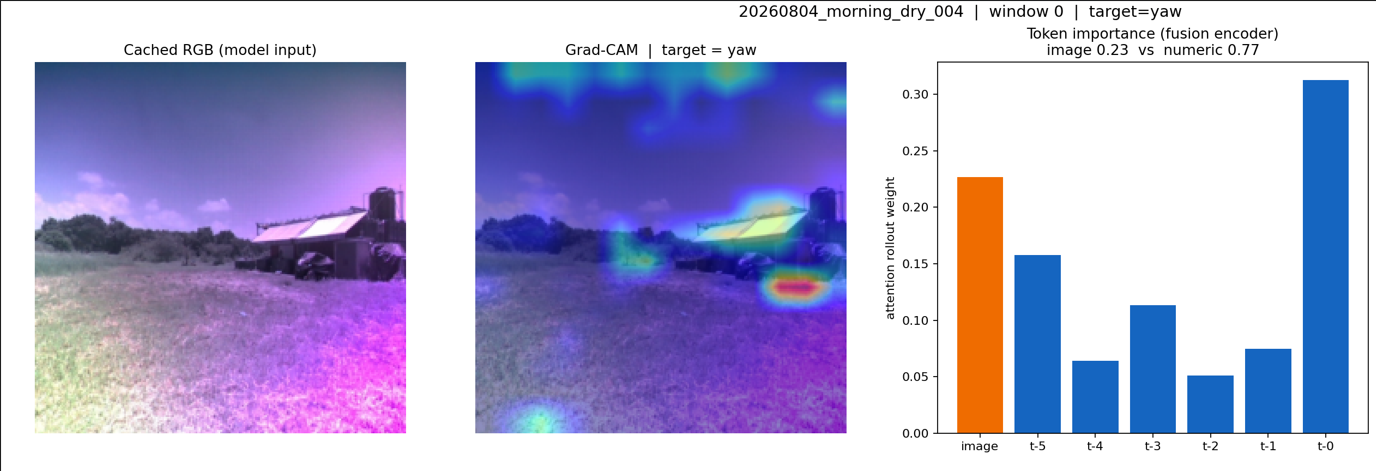 20260804_morning_dry_004 | window 0 | target=yaw
Cached RGB (model input)
Grad-CAM | target = yaw
Token importance (fusion encoder)
image 0.23 vs numeric 0.77
attention rollout weight
0.30
0.25
0.20
0.15
0.10
0.05
0.00
image t-5 t-4 t-3 t-2 t-1 t-0